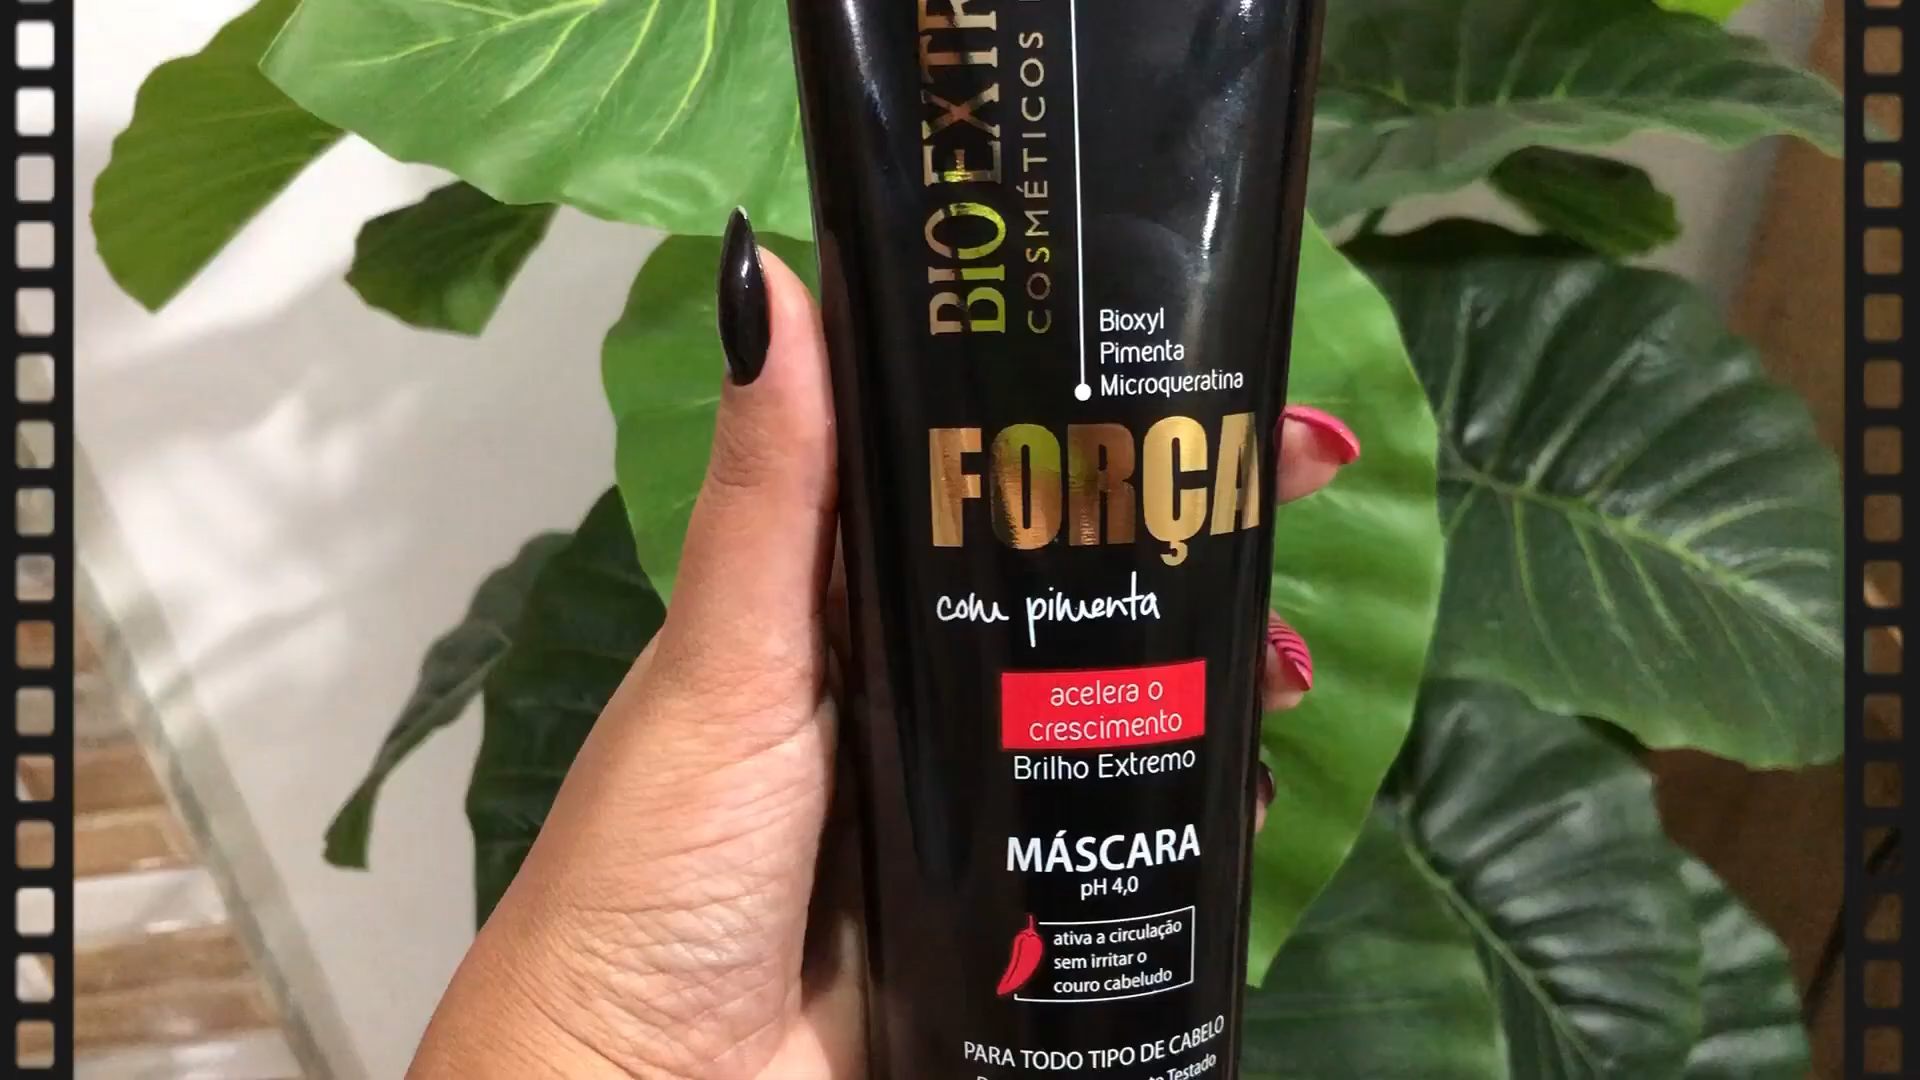 BIO EXTR
COSMÉTICOS
Bioxyl
Pimenta
Microqueratina
FORÇA
com pimenta
acelera o
crescimento
Brilho Extremo
MÁSCARA
pH 4,0
ativa a circulação
sem irritar o
couro cabeludo
PARA TODO TIPO DE CABELO
Testado